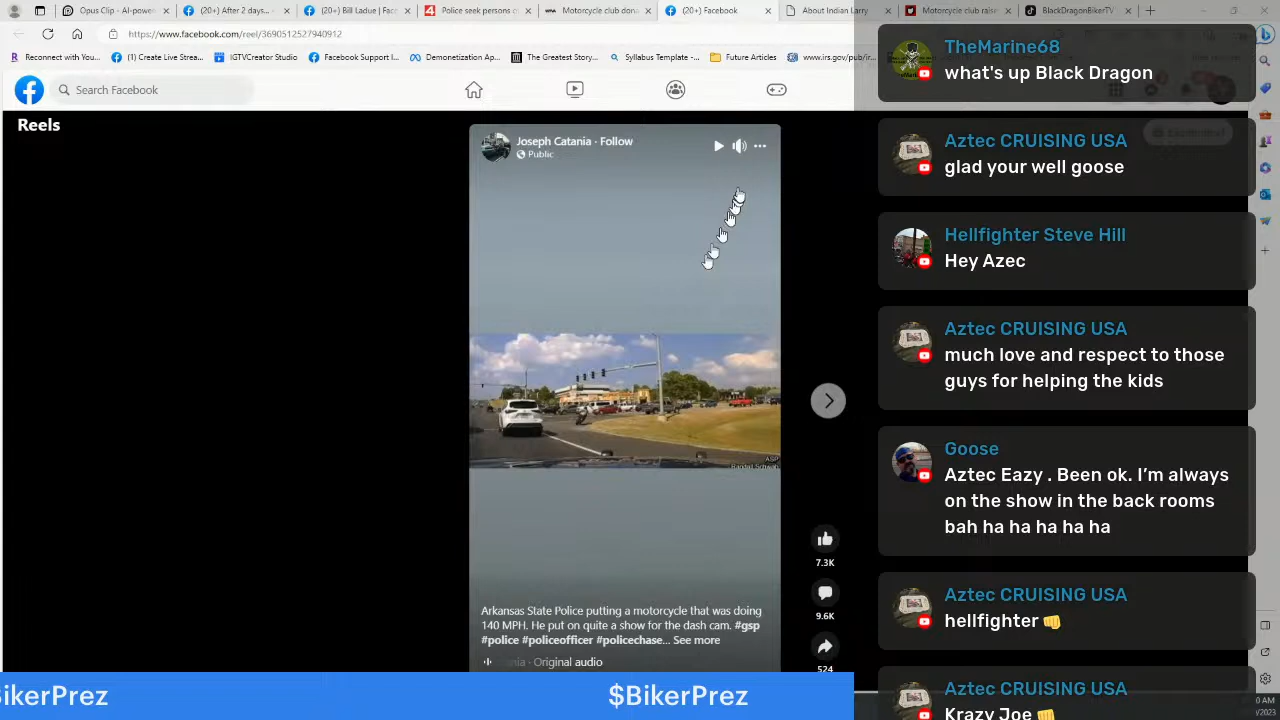 (20+) After 2 days...
(20+) Bill Ladue | Fac
Police seek persons
Motorcycle club dona
(20+) Facebook
About Indian Larry
Motorcycle club raise
BlackDragonBikerTV
https://www.facebook.com/reel/3690512527940912
Reconnect with you...
(1) Create Live Strea...
IGTVCreator Studio
Facebook Support I...
Demonetization Ap...
The Greatest Story...
Syllabus Template -...
Future Articles
www.irs.gov/pub/ir
Search Facebook
Reels
Joseph Catania · Follow
Public
ASP
7.3K
9.6K
524
Arkansas State Police putting a motorcycle that was doing
140 MPH. He put on quite a show for the dash cam. #gsp
#police #policeofficer #policechase... See more
Original audio
ikerPrez
$BikerPrez
TheMarine68
what's up Black Dragon
Aztec CRUISING USA
glad your well goose
Hellfighter Steve Hill
Hey Azec
Aztec CRUISING USA
much love and respect to those
guys for helping the kids
Goose
Aztec Eazy . Been ok. I'm always
on the show in the back rooms
bah ha ha ha ha ha
Aztec CRUISING USA
hellfighter 👊
Aztec CRUISING USA
Krazy Joe 👊